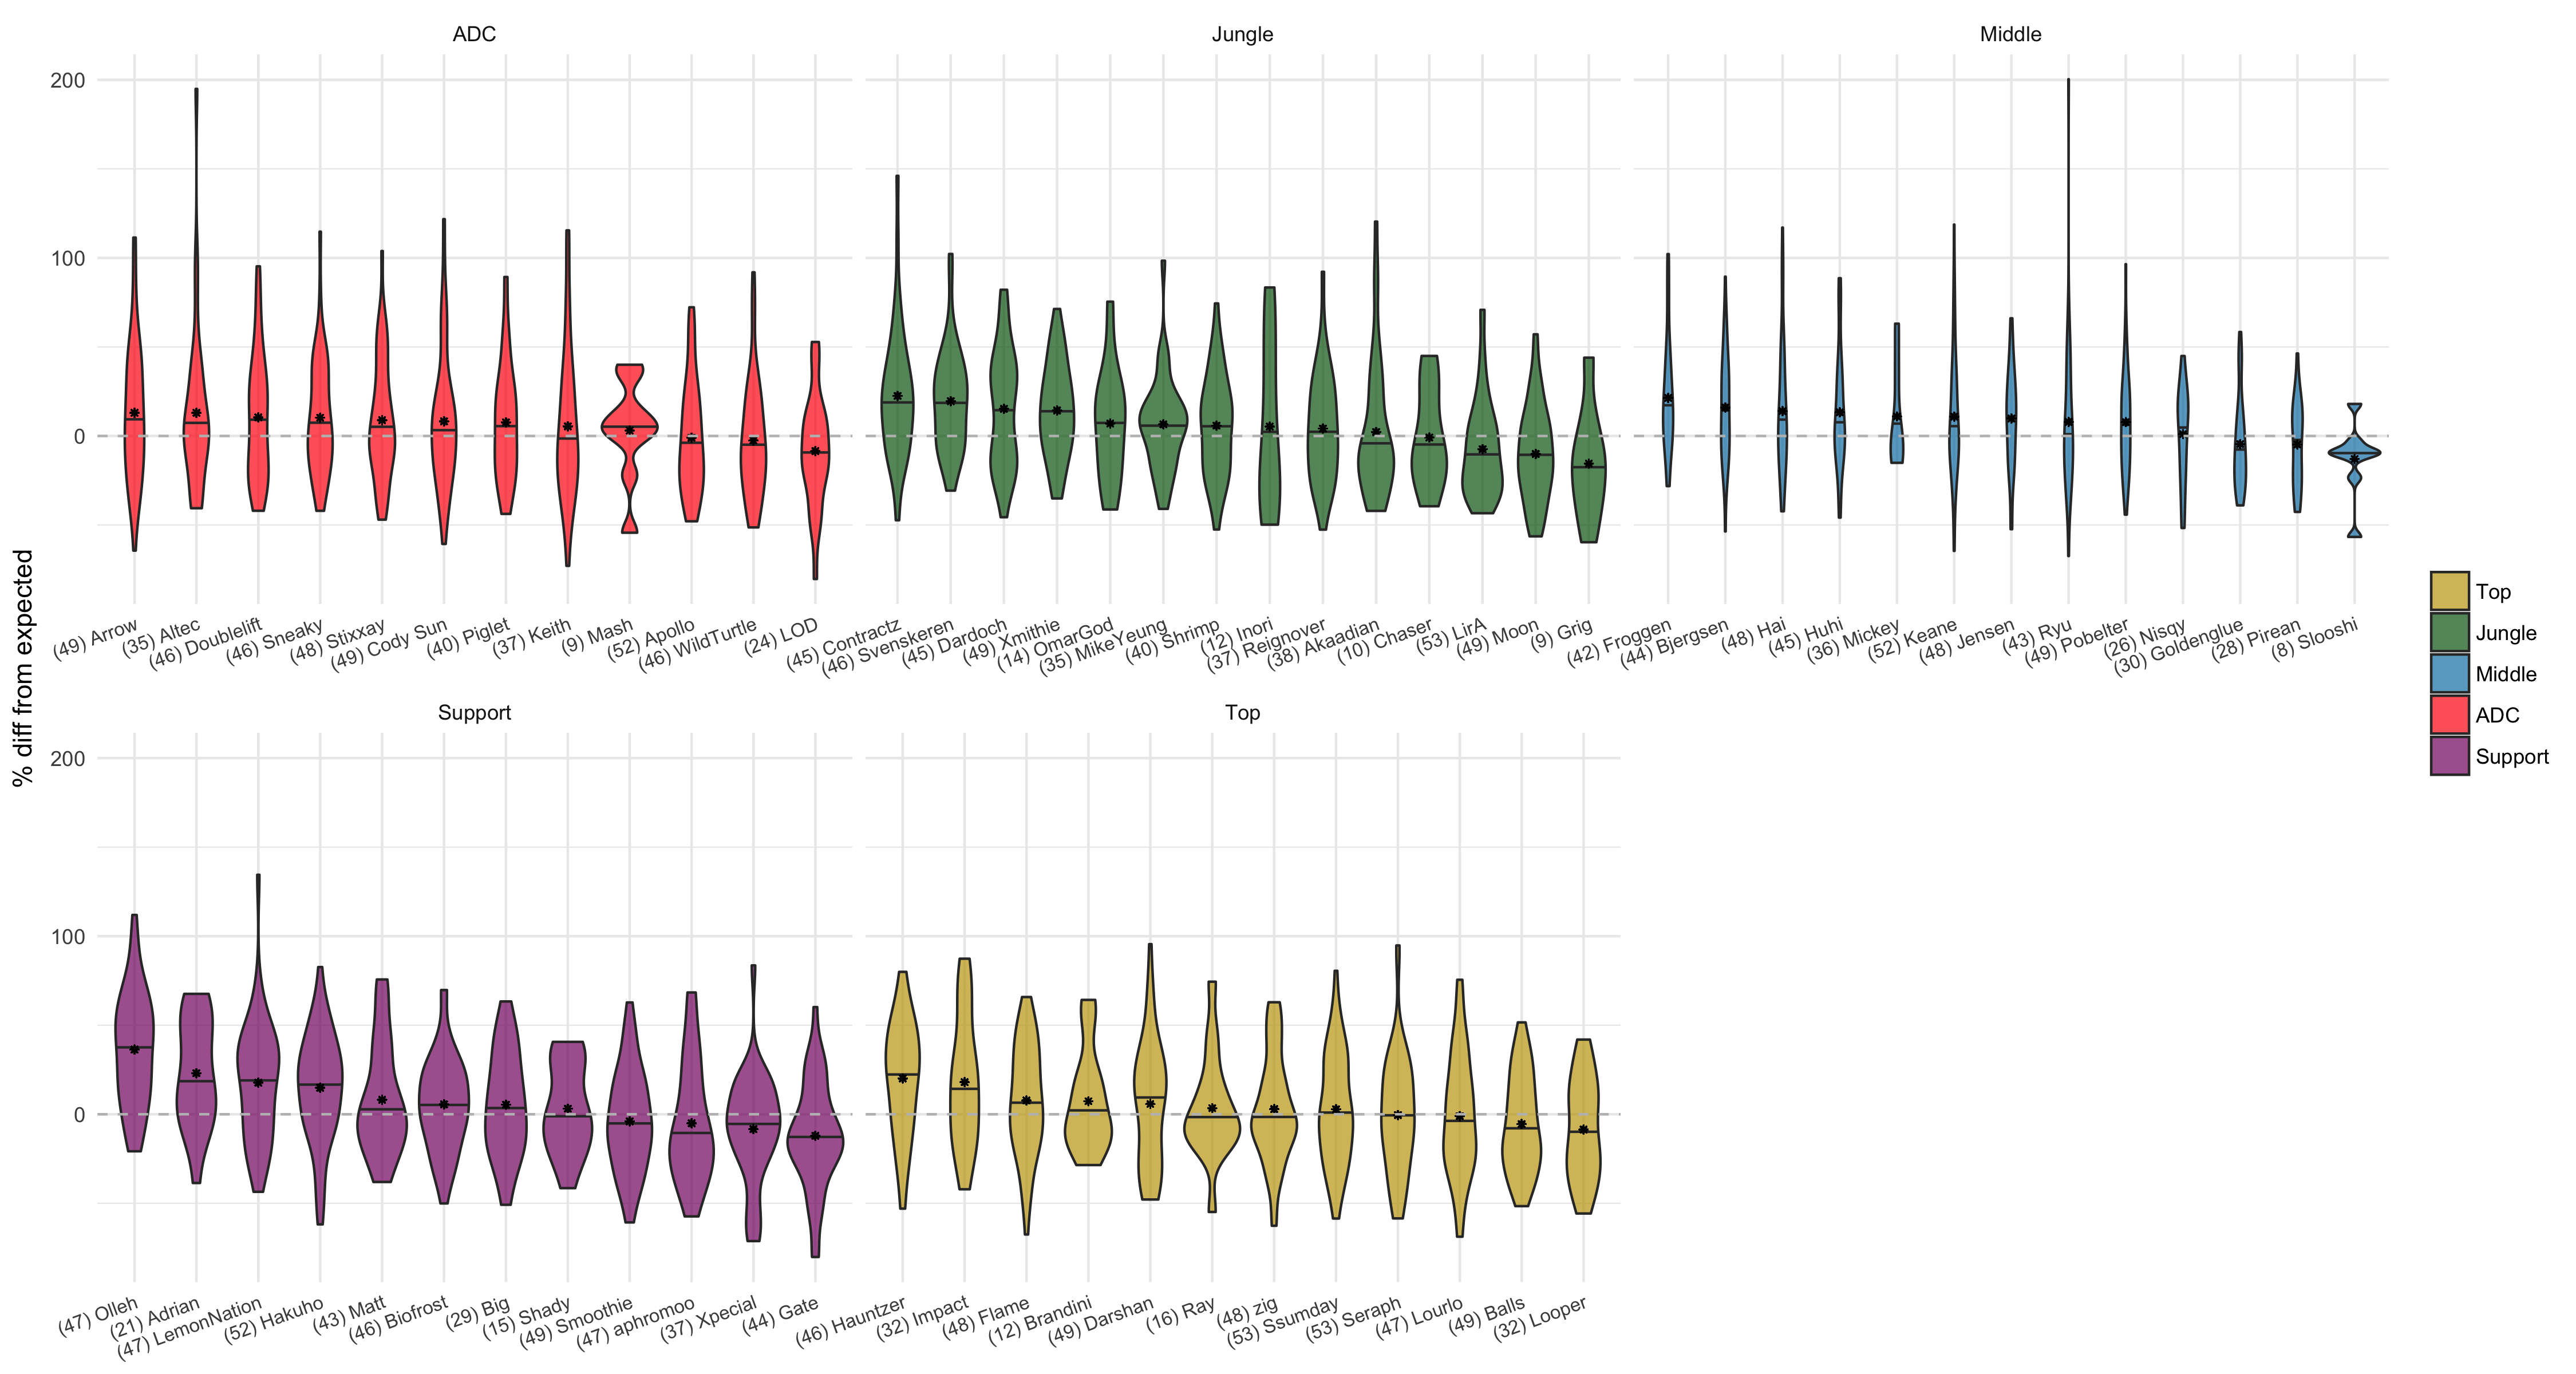 ADC
Jungle
Middle
200
100
0
(49) Arrow
(35) Altec
(46) Doublelift
(46) Sneaky
(48) Stixxay
(49) Cody Sun
(40) Piglet
(37) Keith
(9) Mash
(52) Apollo
(46) WildTurtle
(24) LOD
(45) Contractz
(46) Svenskeren
(45) Dardoch
(49) Xmithie
(14) OmarGod
(35) MikeYeung
(40) Shrimp
(12) Inori
(37) Reignover
(38) Akaadian
(10) Chaser
(53) LirA
(49) Moon
(9) Grig
(42) Froggen
(44) Bjergsen
(48) Hai
(45) Huhi
(36) Mickey
(52) Keane
(48) Jensen
(43) Ryu
(49) Pobelter
(26) Nisqy
(30) Goldenglue
(28) Pirean
(8) Slooshi
% diff from expected
Support
Top
200
100
0
(47) Olleh
(21) Adrian
(47) LemonNation
(52) Hakuho
(43) Matt
(46) Biofrost
(29) Big
(15) Shady
(49) Smoothie
(47) aphromoo
(37) Xpecial
(44) Gate
(46) Hauntzer
(32) Impact
(48) Flame
(12) Brandini
(49) Darshan
(16) Ray
(48) zig
(53) Ssumday
(53) Seraph
(47) Lourlo
(49) Balls
(32) Looper
Top
Jungle
Middle
ADC
Support